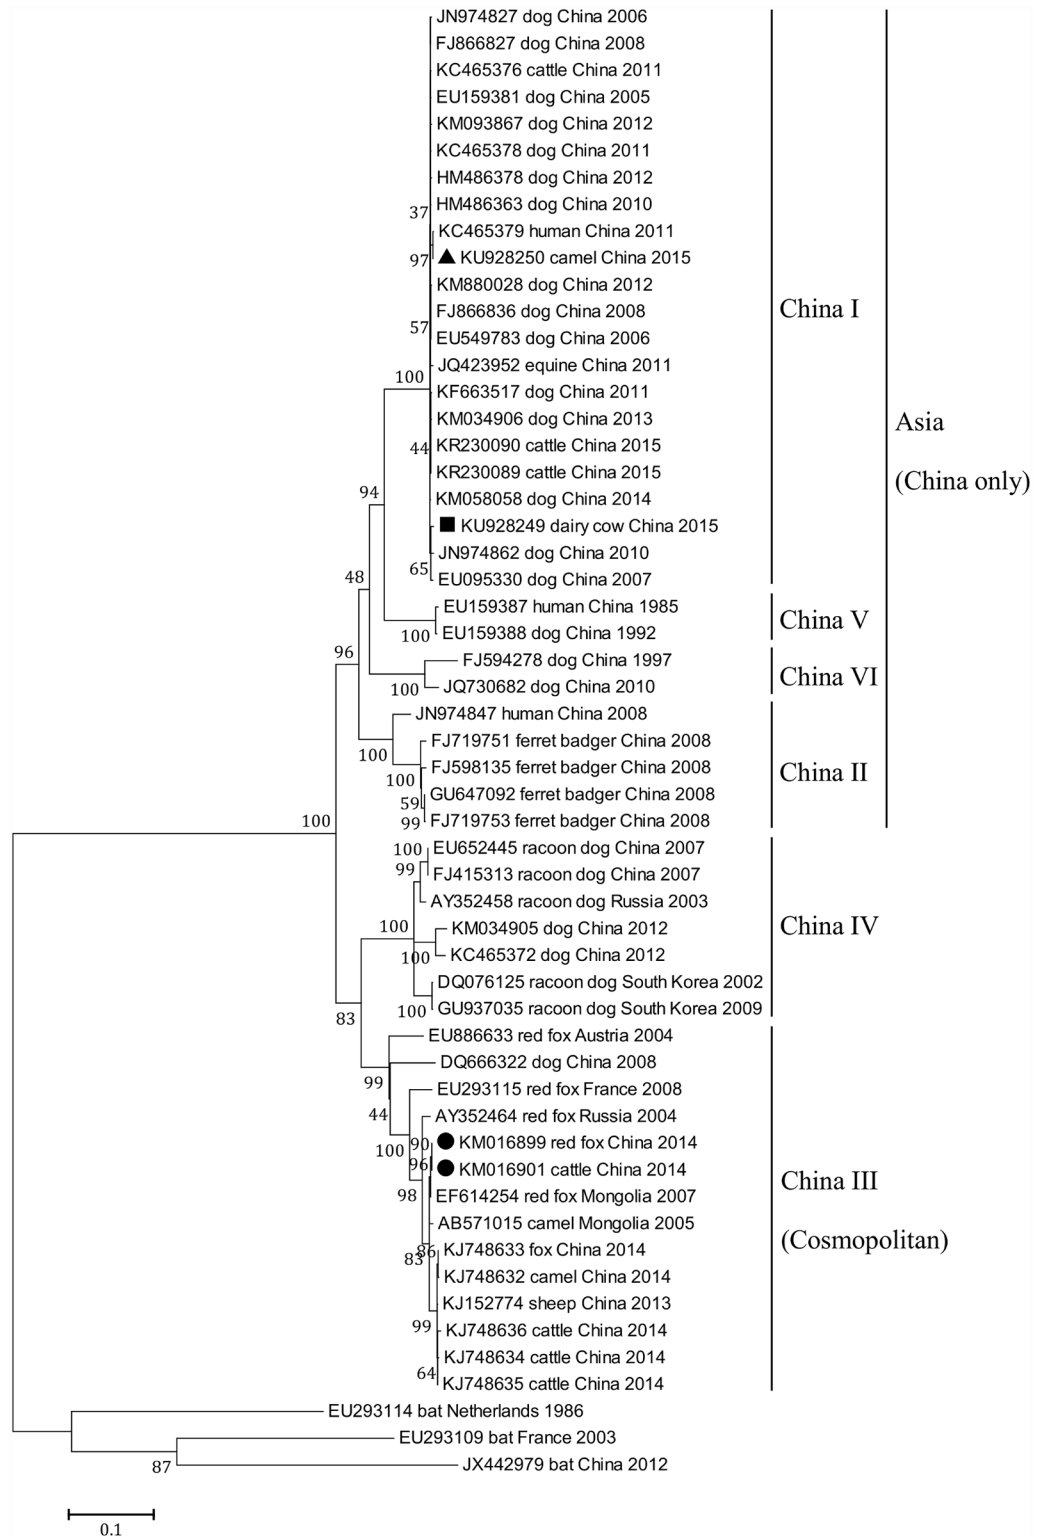 JN974827 dog China 2006
FJ866827 dog China 2008
KC465376 cattle China 2011
EU159381 dog China 2005
KM093867 dog China 2012
KC465378 dog China 2011
HM486378 dog China 2012
HM486363 dog China 2010
37
KC465379 human China 2011
97
KU928250 camel China 2015
KM880028 dog China 2012
FJ866836 dog China 2008
China I
57
EU549783 dog China 2006
JQ423952 equine China 2011
100
KF663517 dog China 2011
KM034906 dog China 2013
Asia
44
KR230090 cattle China 2015
KR230089 cattle China 2015
(China only)
94
KM058058 dog China 2014
KU928249 dairy cow China 2015
JN974862 dog China 2010
65
EU095330 dog China 2007
48
EU159387 human China 1985
China V
100
EU159388 dog China 1992
96
FJ594278 dog China 1997
China VI
100
JQ730682 dog China 2010
JN974847 human China 2008
100
FJ719751 ferret badger China 2008
FJ598135 ferret badger China 2008
China II
100
GU647092 ferret badger China 2008
59
99
FJ719753 ferret badger China 2008
100
100
EU652445 racoon dog China 2007
99
FJ415313 racoon dog China 2007
AY352458 racoon dog Russia 2003
100
KM034905 dog China 2012
China IV
100
KC465372 dog China 2012
DQ076125 racoon dog South Korea 2002
100
GU937035 racoon dog South Korea 2009
83
EU886633 red fox Austria 2004
DQ666322 dog China 2008
99
EU293115 red fox France 2008
44
AY352464 red fox Russia 2004
100
90
KM016899 red fox China 2014
96
KM016901 cattle China 2014
China III
98
EF614254 red fox Mongolia 2007
AB571015 camel Mongolia 2005
(Cosmopolitan)
86
83
KJ748633 fox China 2014
KJ748632 camel China 2014
KJ152774 sheep China 2013
99
KJ748636 cattle China 2014
KJ748634 cattle China 2014
64
KJ748635 cattle China 2014
EU293114 bat Netherlands 1986
EU293109 bat France 2003
87
JX442979 bat China 2012
0.1